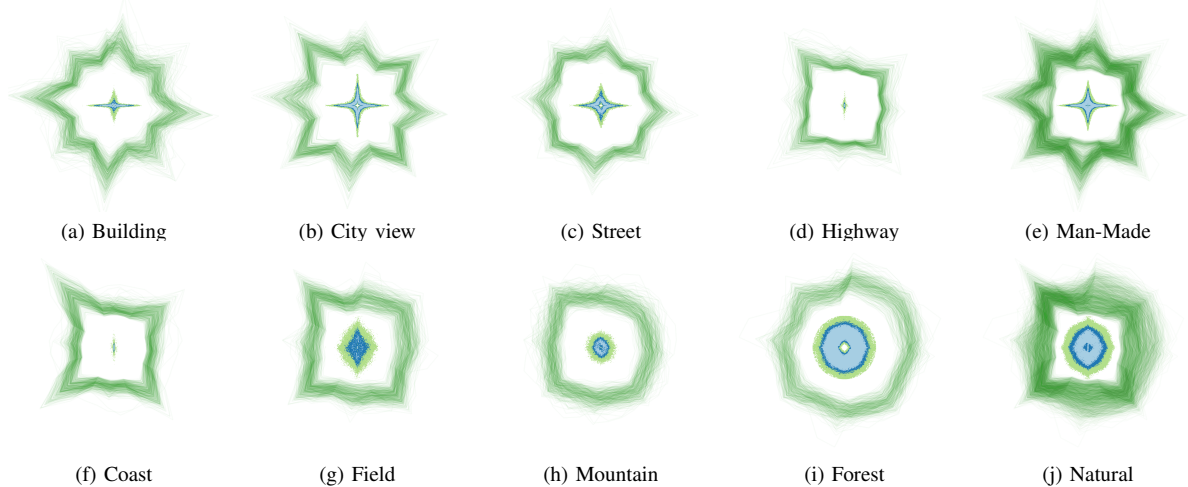 (a) Building
(b) City view
(c) Street
(d) Highway
(e) Man-Made
(f) Coast
(g) Field
(h) Mountain
(i) Forest
(j) Natural